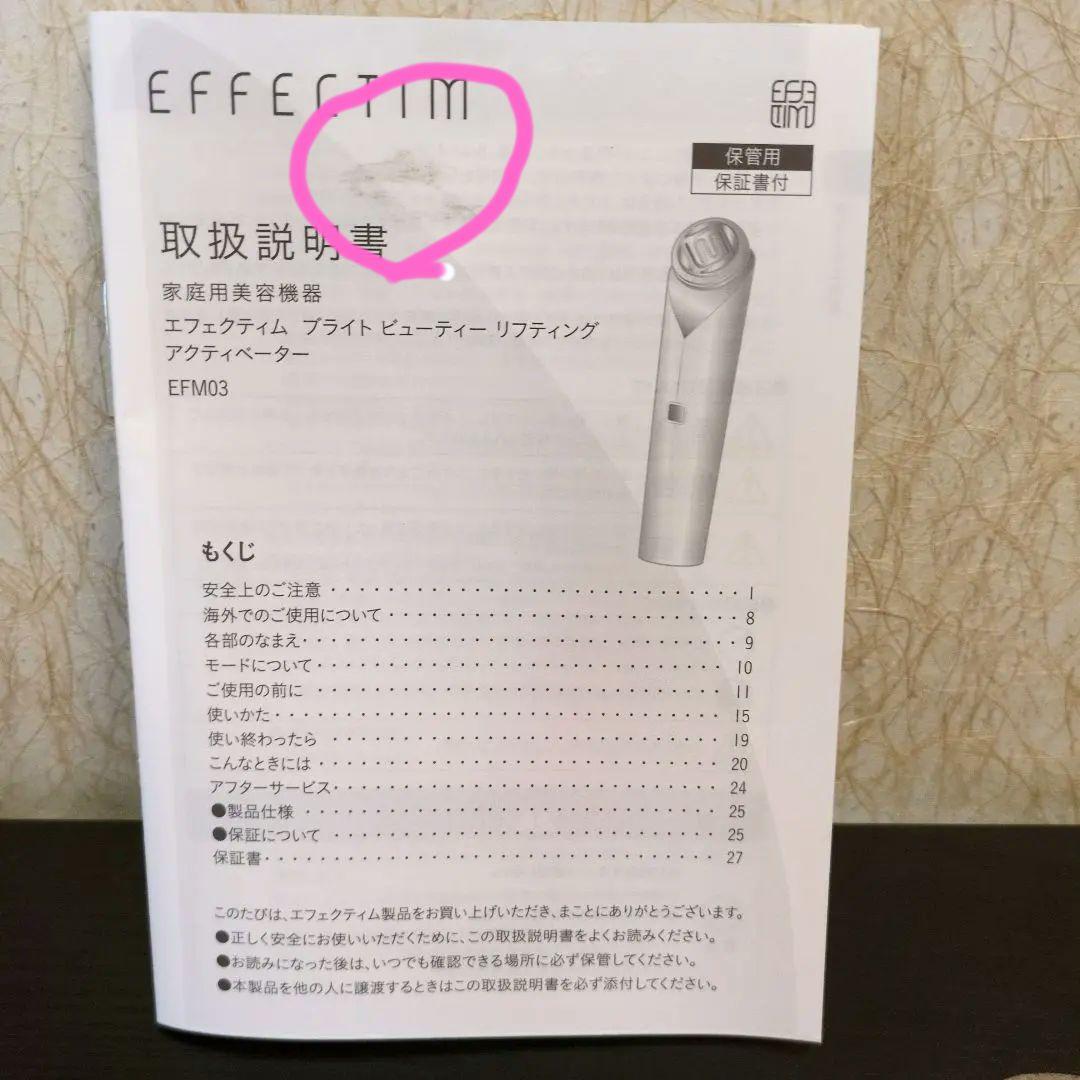 EFFECTIM
EFFECTIM
保管用
保証書付
取扱説明書
家庭用美容機器
エフェクティム ブライト ビューティー リフティング
アクティベーター
EFM03
もくじ
安全上のご注意・・・・・・・・・・・・・・・・・・・・・・・・・・・・・・1
海外でのご使用について・・・・・・・・・・・・・・・・・・・・・・・・・・8
各部のなまえ・・・・・・・・・・・・・・・・・・・・・・・・・・・・・・・9
モードについて・・・・・・・・・・・・・・・・・・・・・・・・・・・・・・10
ご使用の前に・・・・・・・・・・・・・・・・・・・・・・・・・・・・・・11
使いかた・・・・・・・・・・・・・・・・・・・・・・・・・・・・・・・・15
使い終わったら・・・・・・・・・・・・・・・・・・・・・・・・・・・・・19
こんなときには・・・・・・・・・・・・・・・・・・・・・・・・・・・・・20
アフターサービス・・・・・・・・・・・・・・・・・・・・・・・・・・・・24
●製品仕様・・・・・・・・・・・・・・・・・・・・・・・・・・・・・・・25
●保証について・・・・・・・・・・・・・・・・・・・・・・・・・・・・・25
保証書・・・・・・・・・・・・・・・・・・・・・・・・・・・・・・・・・27
このたびは、エフェクティム製品をお買い上げいただき、まことにありがとうございます。
●正しく安全にお使いいただくために、この取扱説明書をよくお読みください。
●お読みになった後は、いつでも確認できる場所に必ず保管してください。
●本製品を他の人に譲渡するときはこの取扱説明書を必ず添付してください。